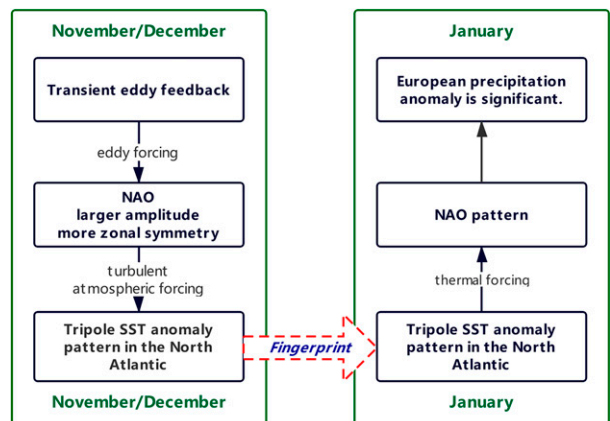 November/December
Transient eddy feedback
eddy forcing
NAO
larger amplitude
more zonal symmetry
turbulent
atmospheric forcing
Tripole SST anomaly
pattern in the North
Atlantic
November/December
Fingerprint
January
European precipitation
anomaly is significant.
NAO pattern
thermal forcing
Tripole SST anomaly
pattern in the North
Atlantic
January